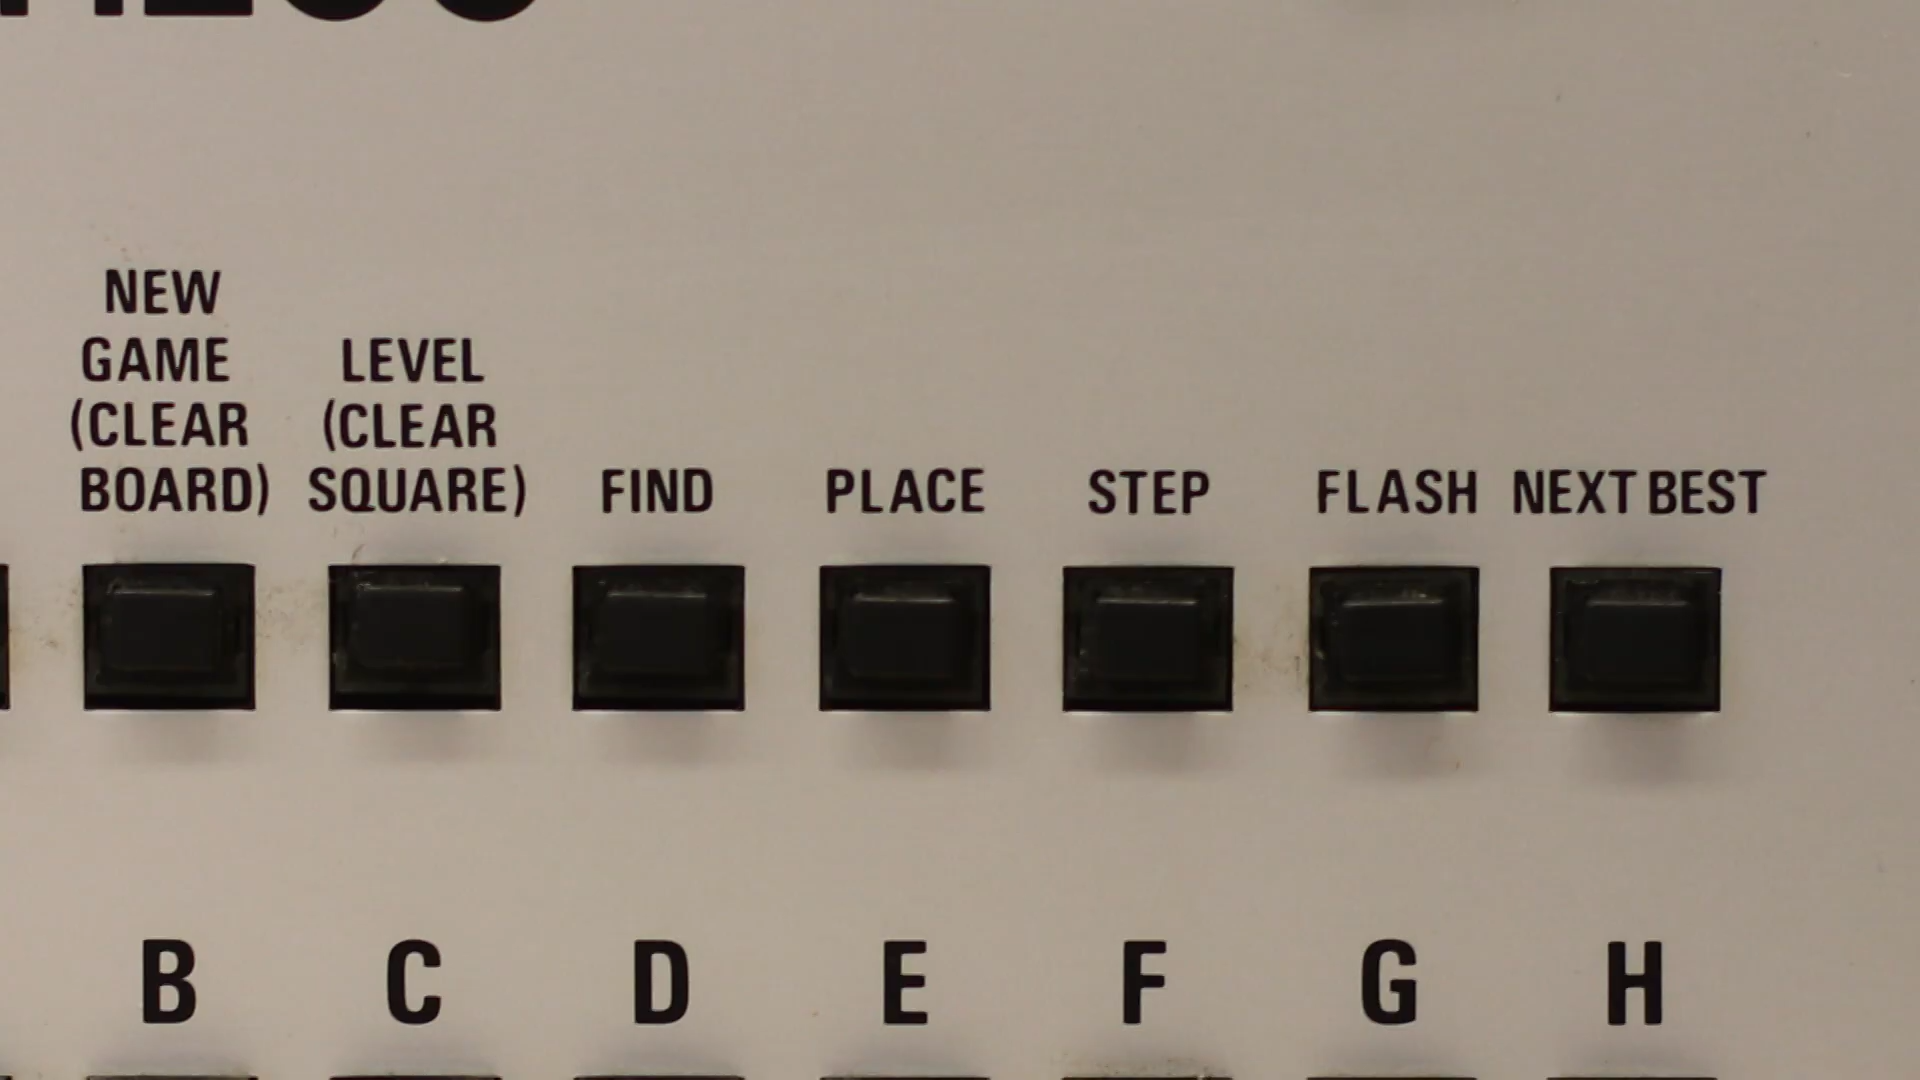 NEW
GAME
(CLEAR
BOARD)
LEVEL
(CLEAR
SQUARE)
FIND
PLACE
STEP
FLASH
NEXT BEST
B
C
D
E
F
G
H